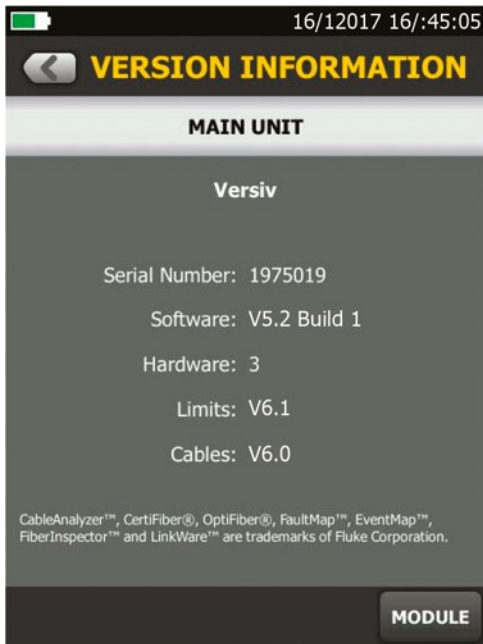 16/12017 16/:45:05
VERSION INFORMATION
MAIN UNIT
Versiv
Serial Number: 1975019
Software: V5.2 Build 1
Hardware: 3
Limits: V6.1
Cables: V6.0
CableAnalyzer™, CertiFiber®, OptiFiber®, FaultMap™, EventMap™,
FiberInspector™ and LinkWare™ are trademarks of Fluke Corporation.
MODULE